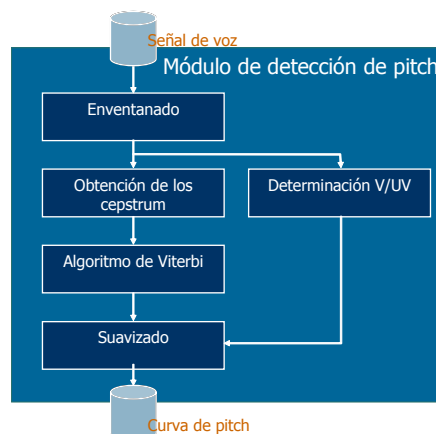 Señal de voz
Módulo de detección de pitch
Enventanado
Obtención de los
cepstrum
Determinación V/UV
Algoritmo de Viterbi
Suavizado
Curva de pitch